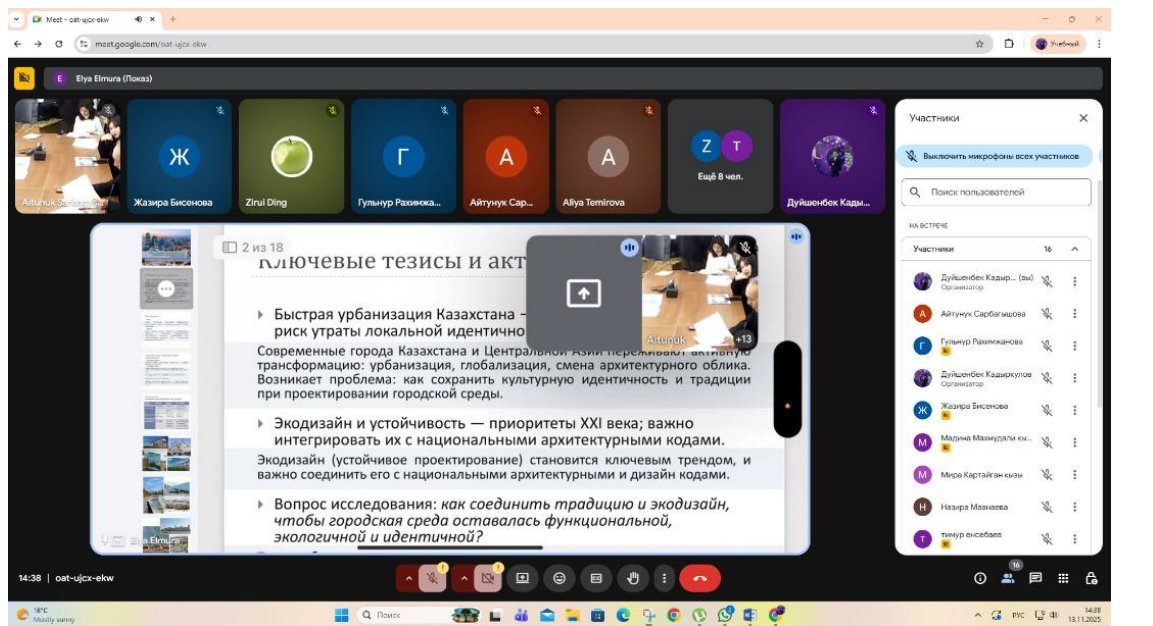 Meet – oat-ujcx-ekw
meet.google.com/oat-ujcx-ekw
Учебный
E Elya Elmura (Показ)
Altunuk
Ж
Жазира Бисенова
Zirui Ding
Г
Гульнур Рахимжа...
А
Айтунук Сар...
A
Aliya Temirova
Z T
Ещё 8 чел.
Дуйшенбек Кады...
2 из 18
Ключевые тезисы и акт
Быстрая урбанизация Казахстана –
риск утраты локальной идентично
Современные города Казахстана и Центральной Азии переживают активную
трансформацию: урбанизация, глобализация, смена архитектурного облика.
Возникает проблема: как сохранить культурную идентичность и традиции
при проектировании городской среды.
Экодизайн и устойчивость — приоритеты XXI века; важно
интегрировать их с национальными архитектурными кодами.
Экодизайн (устойчивое проектирование) становится ключевым трендом, и
важно соединить его с национальными архитектурными и дизайн кодами.
Вопрос исследования: как соединить традицию и экодизайн,
чтобы городская среда оставалась функциональной,
экологичной и идентичной?
Altunuk
+13
Elya Elmura
Участники
Выключить микрофоны всех участников
Поиск пользователей
НА ВСТРЕЧЕ
Участники 16
Дуйшенбек Кадыр... (вы)
Организатор
А Айтунук Сарбагышова
Г Гульнур Рахимжанова
Дуйшенбек Кадыркулов
Организатор
Ж Жазира Бисенова
М Мадина Махмудали кы...
М Мира Картайган кызы
Н Назира Мааназва
Т тимур енсебаев
14:38 | oat-ujcx-ekw
16
18°C
Mostly sunny
Поиск
РУС
14:38
13.11.2025